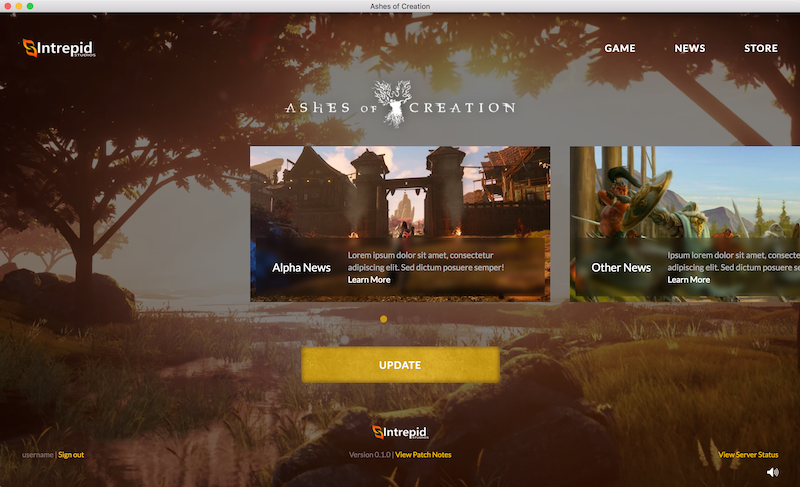 Ashes of Creation
Intrepid
STUDIOS
GAME NEWS STORE
ASHES OF CREATION
Alpha News
Lorem ipsum dolor sit amet, consectetur
adipiscing elit. Sed dictum posuere semper!
Learn More
Other News
Lorem ipsum dolor sit amet, co
adipiscing elit. Sed dictum posuere se
Learn More
UPDATE
Intrepid
STUDIOS
username | Sign out
Version 0.1.0 | View Patch Notes
View Server Status